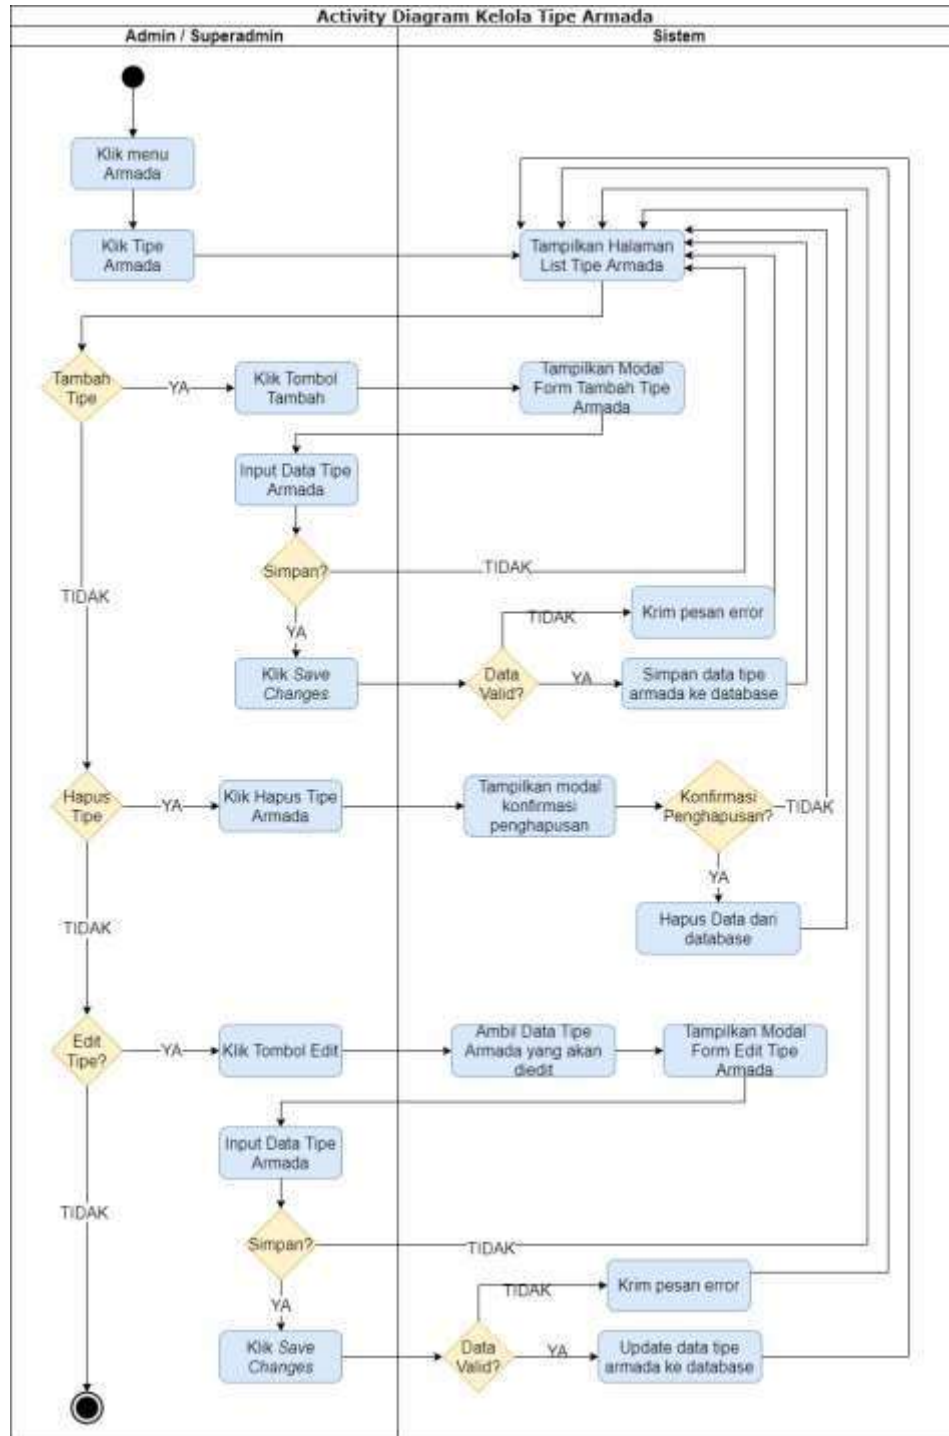 Activity Diagram Kelola Tipe Armada
Admin / Superadmin
Sistem
Klik menu
Armada
Klik Tipe
Armada
Tampilkan Halaman
List Tipe Armada
Tambah
Tipe
YA
Klik Tombol
Tambah
Tampilkan Modal
Form Tambah Tipe
Armada
Input Data Tipe
Armada
Simpan?
TIDAK
TIDAK
YA
TIDAK
Krim pesan error
Klik Save
Changes
Data
Valid?
YA
Simpan data tipe
armada ke database
Hapus
Tipe
YA
Klik Hapus Tipe
Armada
Tampilkan modal
konfirmasi
penghapusan
Konfirmasi
Penghapusan?
TIDAK
YA
TIDAK
Hapus Data dari
database
Edit
Tipe?
YA
Klik Tombol Edit
Ambil Data Tipe
Armada yang akan
diedit
Tampilkan Modal
Form Edit Tipe
Armada
Input Data Tipe
Armada
TIDAK
Simpan?
TIDAK
YA
TIDAK
Krim pesan error
Klik Save
Changes
Data
Valid?
YA
Update data tipe
armada ke database